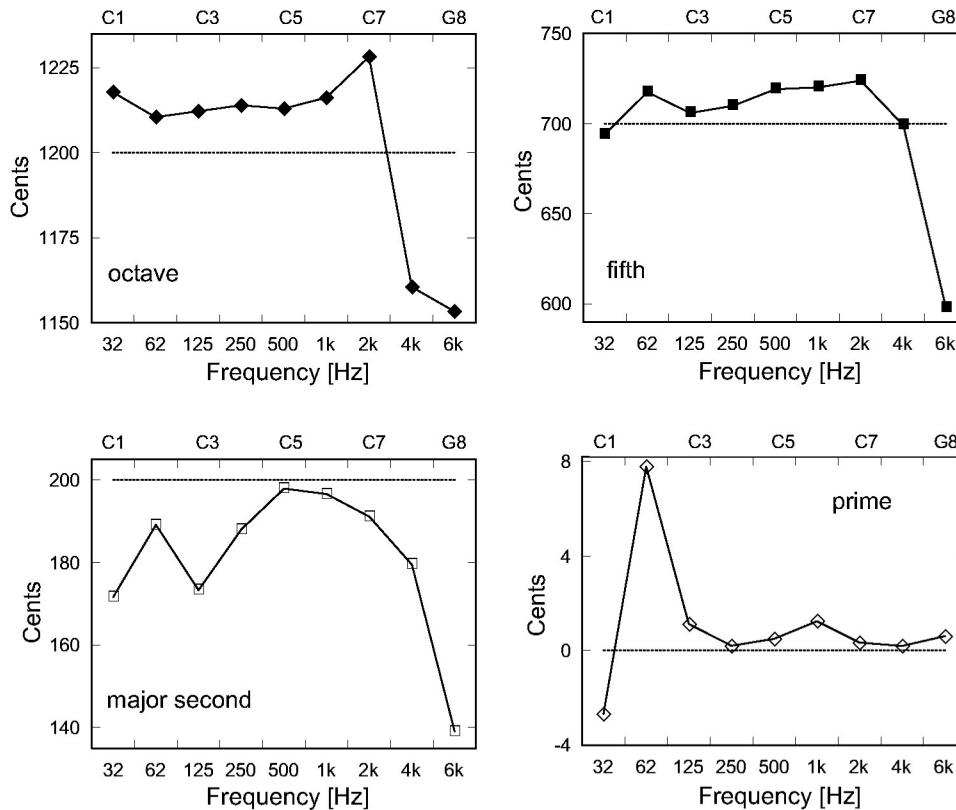 C1 C3 C5 C7 G8
1225
1200
1175
1150
Cents
octave
32 62 125 250 500 1k 2k 4k 6k
Frequency [Hz]
C1 C3 C5 C7 G8
750
700
650
600
Cents
fifth
32 62 125 250 500 1k 2k 4k 6k
Frequency [Hz]
C1 C3 C5 C7 G8
200
180
160
140
Cents
major second
32 62 125 250 500 1k 2k 4k 6k
Frequency [Hz]
C1 C3 C5 C7 G8
8
4
0
-4
Cents
prime
32 62 125 250 500 1k 2k 4k 6k
Frequency [Hz]